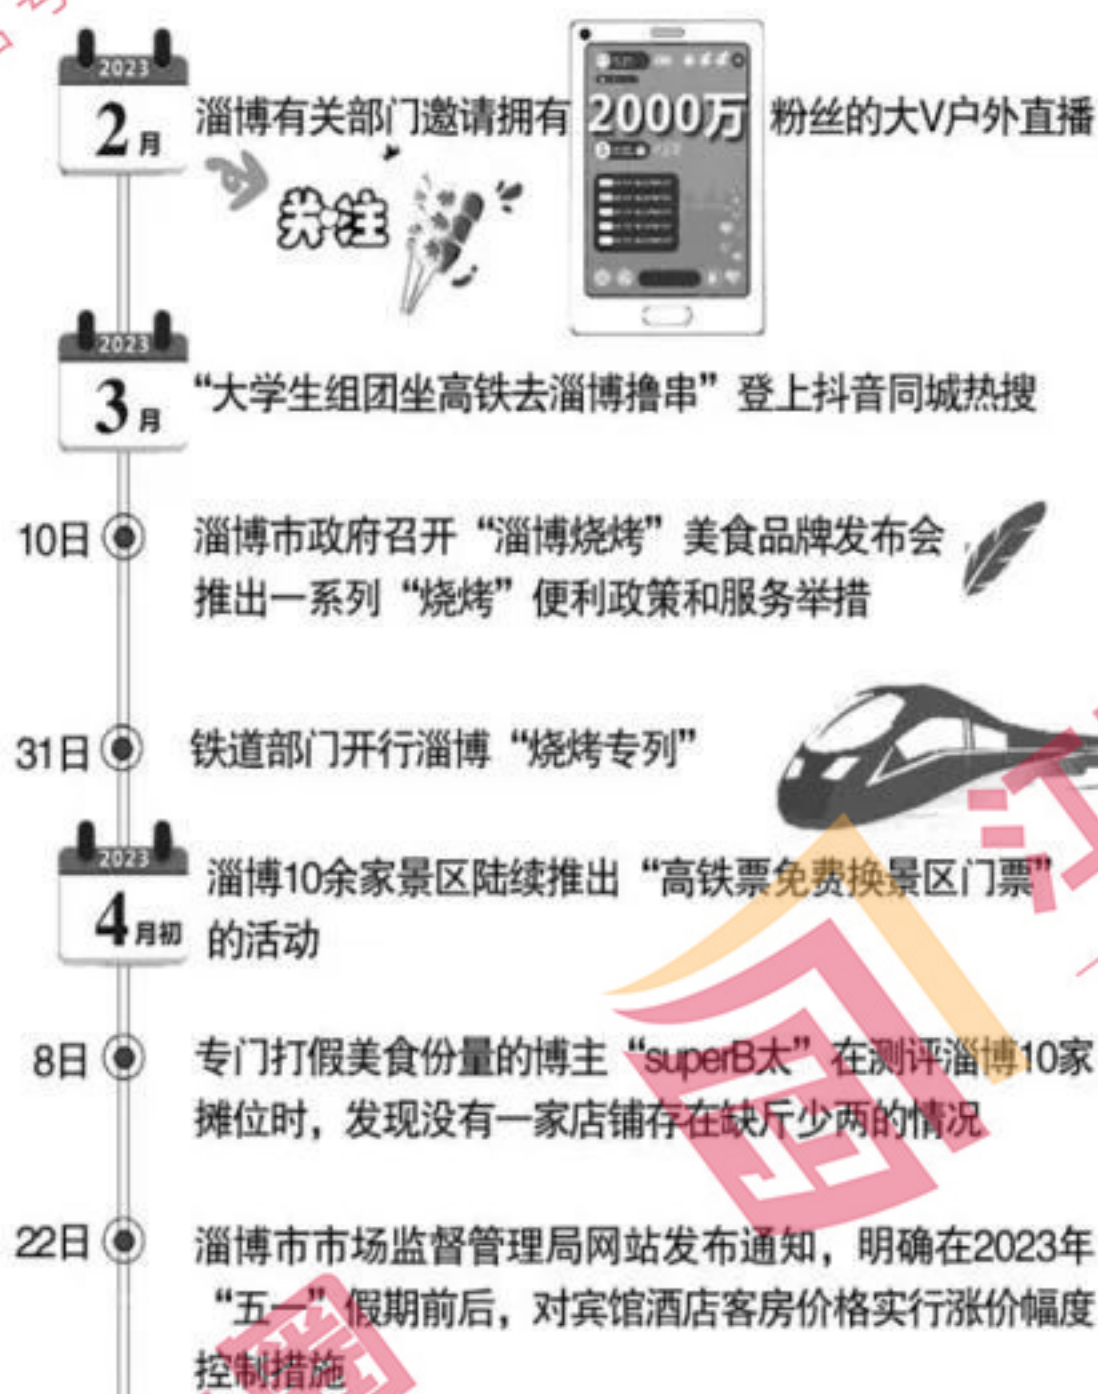 2023
2月
淄博有关部门邀请拥有 2000万 粉丝的大V户外直播
关注
2023
3月
“大学生组团坐高铁去淄博撸串”登上抖音同城热搜
10日
淄博市政府召开“淄博烧烤”美食品牌发布会
推出一系列“烧烤”便利政策和服务举措
31日
铁道部门开行淄博“烧烤专列”
2023
4月初
淄博10余家景区陆续推出“高铁票免费换景区门票”
的活动
8日
专门打假美食份量的博主“superB太”在测评淄博10家
摊位时，发现没有一家店铺存在缺斤少两的情况
22日
淄博市市场监督管理局网站发布通知，明确在2023年
“五一”假期前后，对宾馆酒店客房价格实行涨价幅度
控制措施